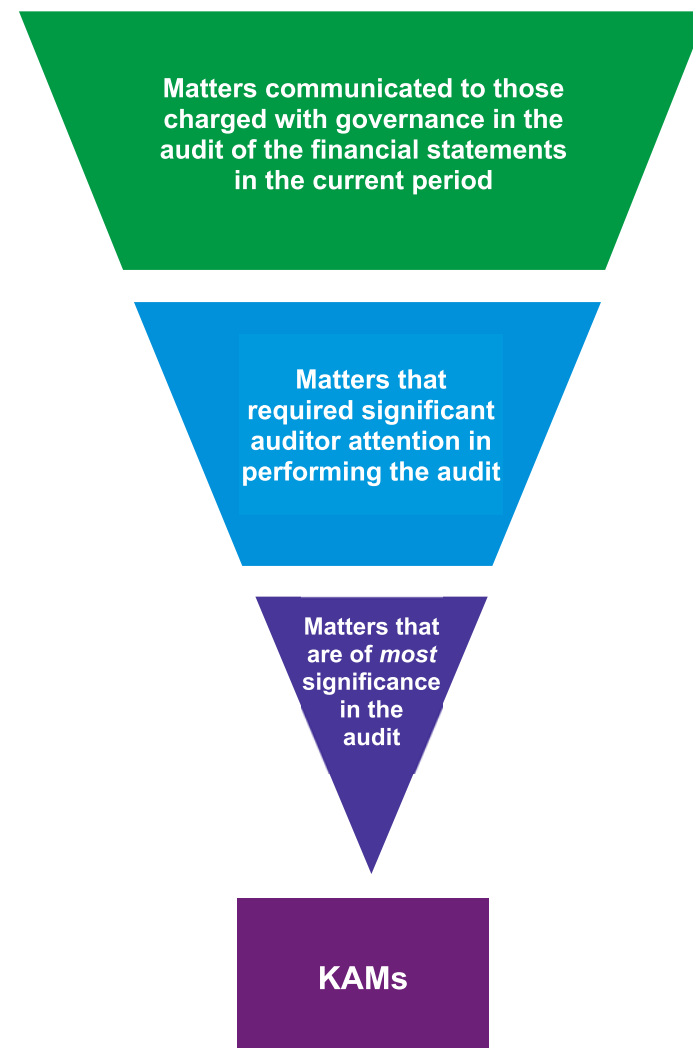 Matters communicated to those
charged with governance in the
audit of the financial statements
in the current period
Matters that
required significant
auditor attention in
performing the audit
Matters that
are of most
significance
in the
audit
KAMs